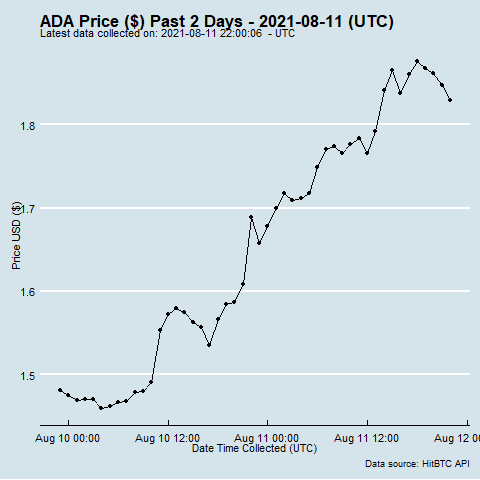 ADA Price ($) Past 2 Days - 2021-08-11 (UTC)
Latest data collected on: 2021-08-11 22:00:06 - UTC
1.8
1.7
1.6
1.5
Price USD ($)
Aug 10 00:00
Aug 10 12:00
Aug 11 00:00
Aug 11 12:00
Aug 12 0
Date Time Collected (UTC)
Data source: HitBTC API